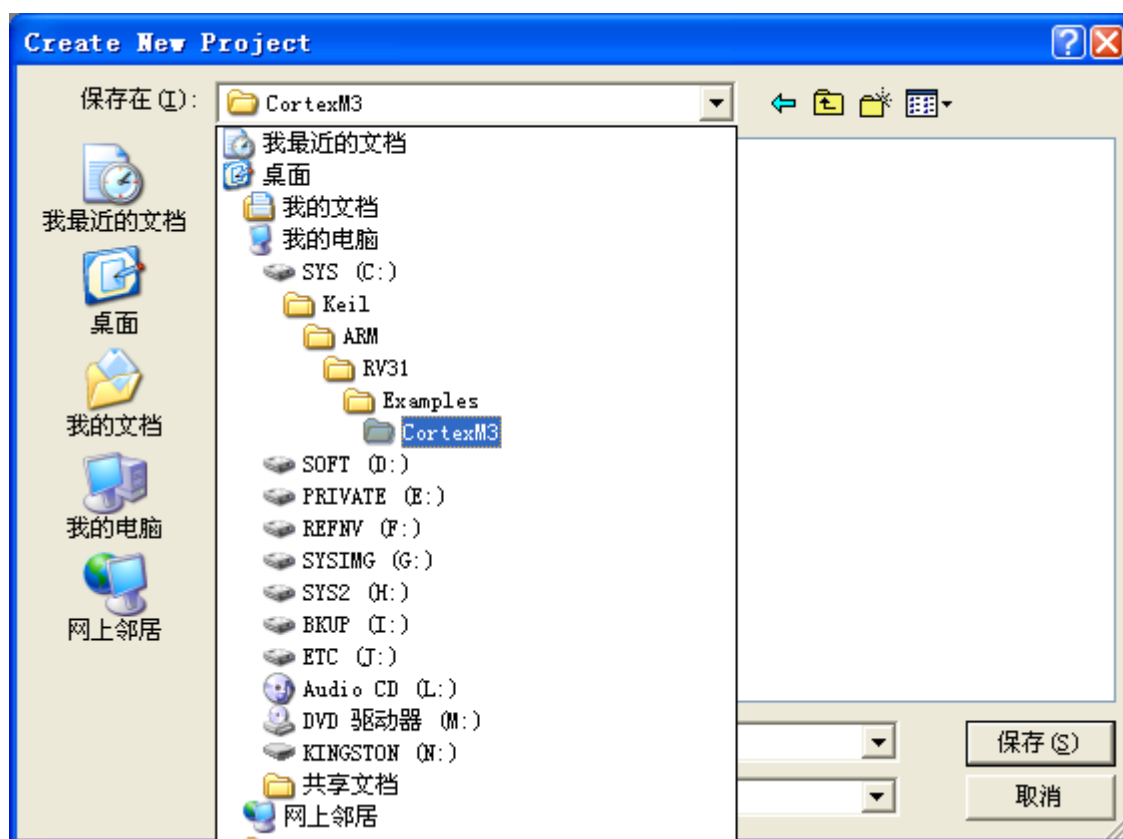 Create New Project
保存在(I):
CortexM3
我最近的文档
桌面
我的文档
我的电脑
SYS (C:)
Keil
ARM
RV31
Examples
CortexM3
SOFT (D:)
PRIVATE (E:)
REFNV (F:)
SYSIMG (G:)
SYS2 (H:)
BKUP (I:)
ETC (J:)
Audio CD (L:)
DVD 驱动器 (M:)
KINGSTON (N:)
共享文档
网上邻居
我最近的文档
桌面
我的文档
我的电脑
网上邻居
保存(S)
取消